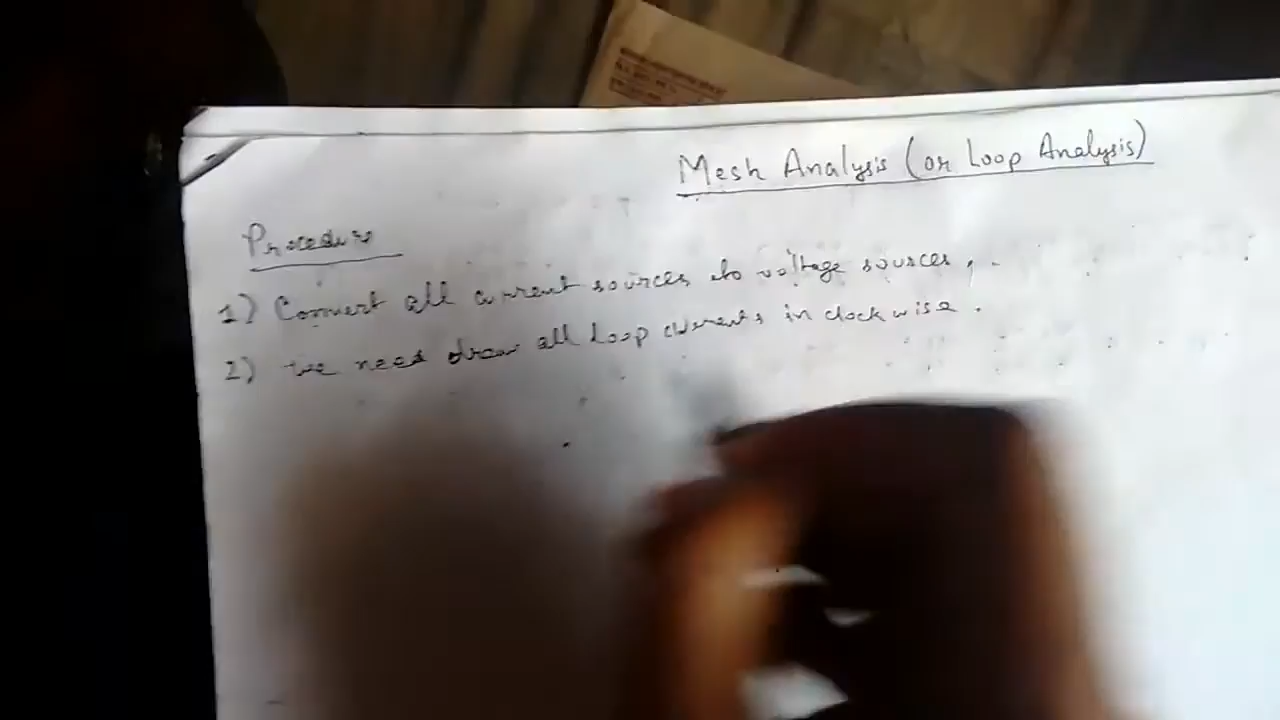 Mesh Analysis (or Loop Analysis)
Procedure
1) Convert all current sources to voltage sources.
2) we need draw all loop currents in clockwise.